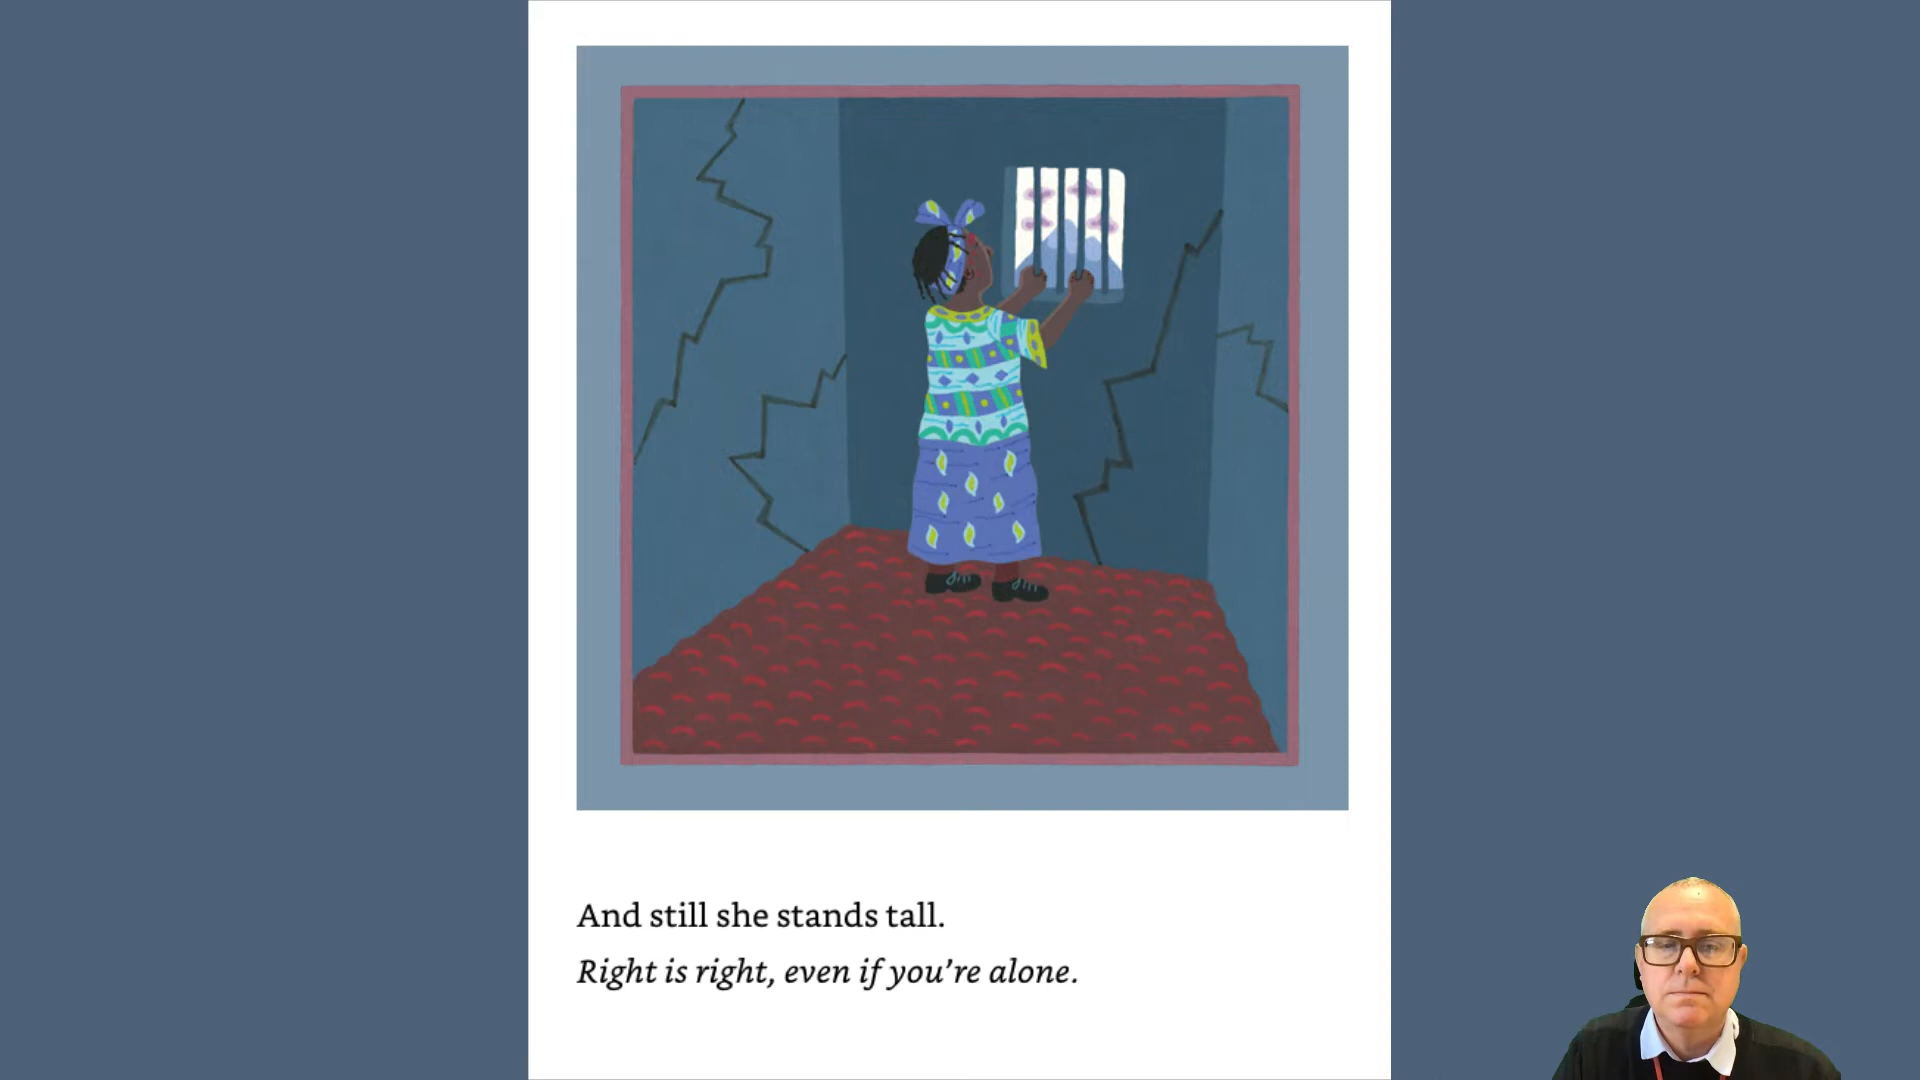 And still she stands tall.
Right is right, even if you’re alone.